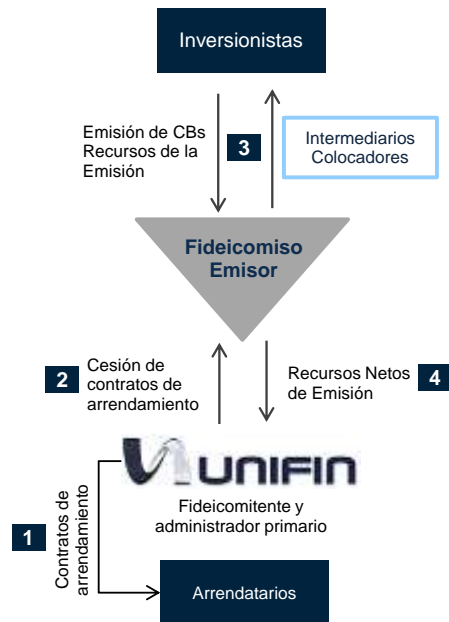 Inversionistas
Emisión de CBs
Recursos de la
Emisión
3
Intermediarios
Colocadores
Fideicomiso
Emisor
2
Cesión de
contratos de
arrendamiento
Recursos Netos
de Emisión
4
UNIFIN
Fideicomitente y
administrador primario
1
Contratos de
arrendamiento
Arrendatarios